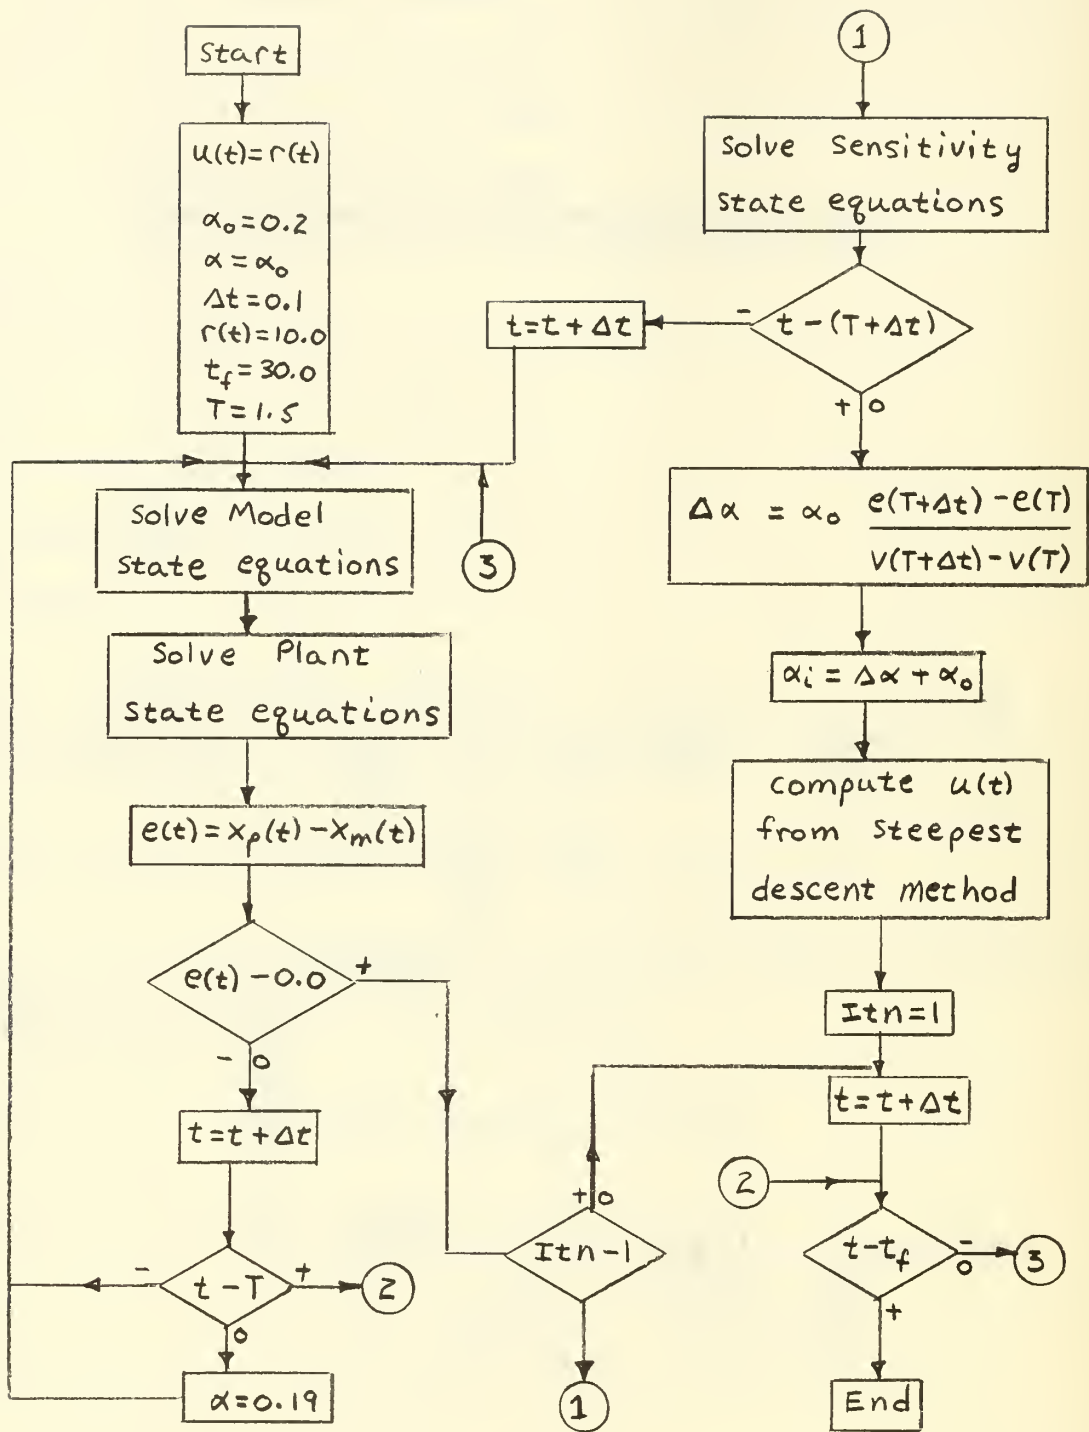 Start
u(t)=r(t)
α₀=0.2
α=α₀
Δt=0.1
r(t)=10.0
t_f=30.0
T=1.5
Solve Model
State equations
Solve Plant
State equations
e(t)=x_p(t)-x_m(t)
e(t)-0.0
+
- 0
t=t+Δt
-
t-T
+
2
0
α=0.19
1
Solve Sensitivity
State equations
-
t-(T+Δt)
t=t+Δt
+ 0
3
Δα = α₀ e(T+Δt)-e(T)
v(T+Δt)-v(T)
α_i=Δα+α₀
Compute u(t)
from Steepest
descent method
Itn=1
t=t+Δt
2
+ 0
Itn-1
1
t-t_f
-
0
3
+
End